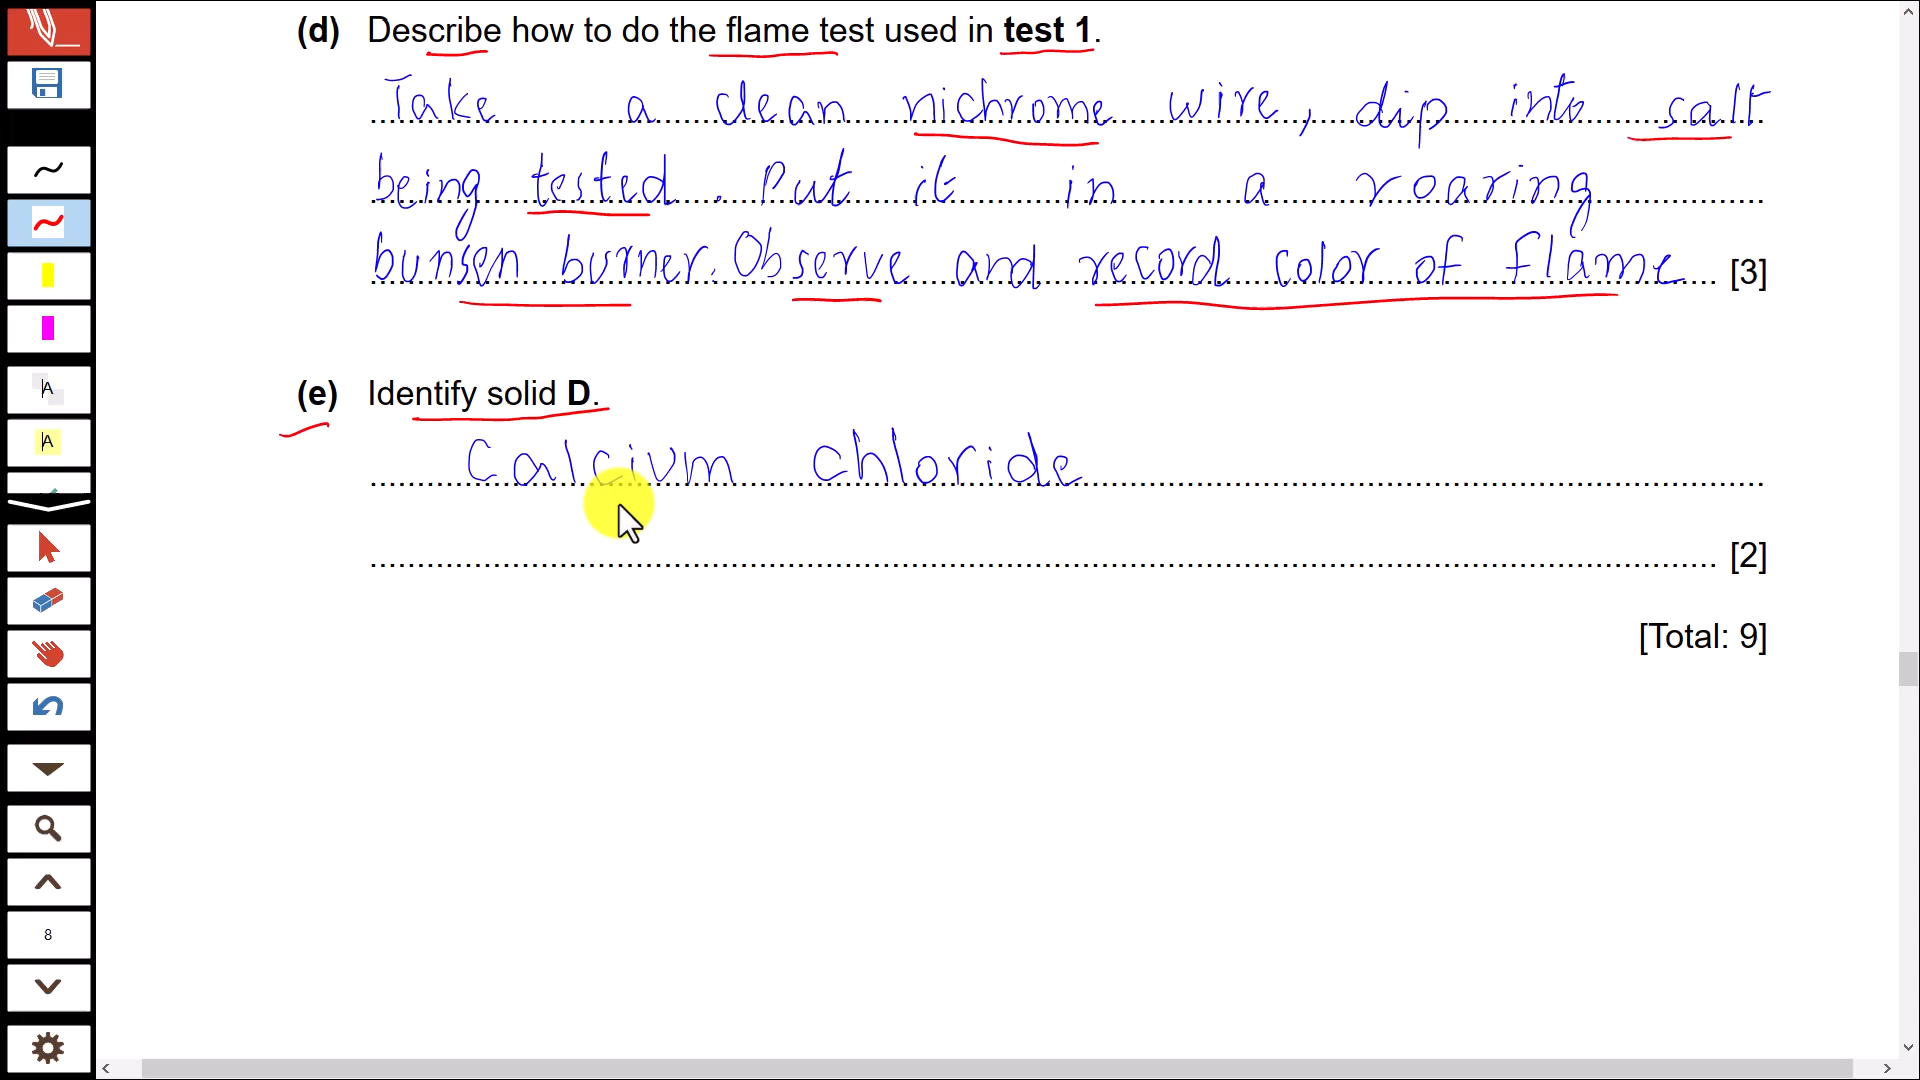 (d) Describe how to do the flame test used in test 1.
Take a clean nichrome wire, dip into salt
being tested. Put it in a roaring
bunsen burner. Observe and record color of flame [3]
(e) Identify solid D.
Calcium chloride
[2]
[Total: 9]
A
A
8